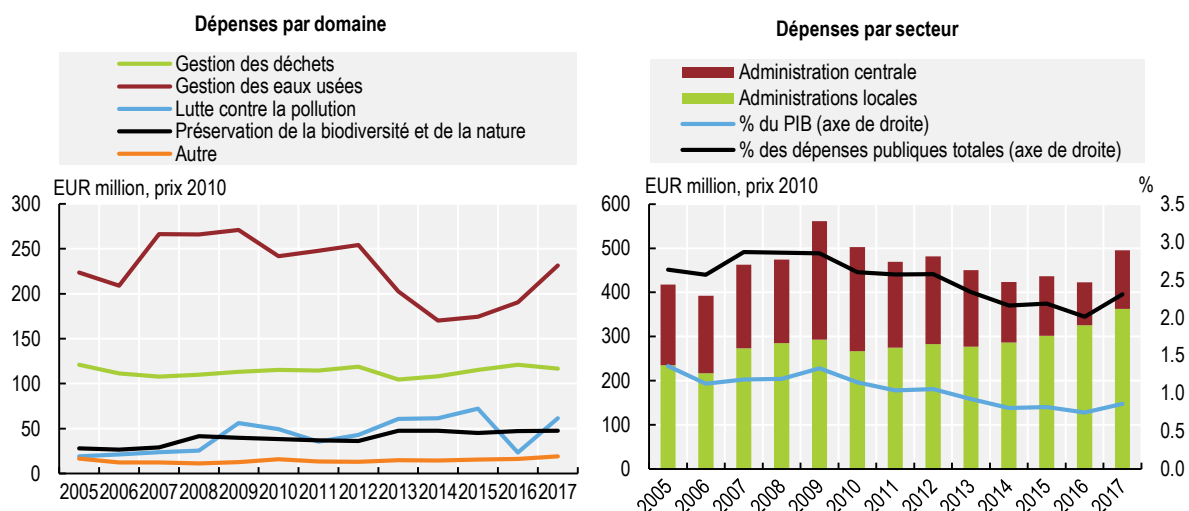 Dépenses par domaine
Gestion des déchets
Gestion des eaux usées
Lutte contre la pollution
Préservation de la biodiversité et de la nature
Autre
EUR million, prix 2010
300
250
200
150
100
50
0
2005 2006 2007 2008 2009 2010 2011 2012 2013 2014 2015 2016 2017
Dépenses par secteur
Administration centrale
Administrations locales
% du PIB (axe de droite)
% des dépenses publiques totales (axe de droite)
EUR million, prix 2010
%
600
500
400
300
200
100
0
3.5
3.0
2.5
2.0
1.5
1.0
0.5
0.0
2005 2006 2007 2008 2009 2010 2011 2012 2013 2014 2015 2016 2017